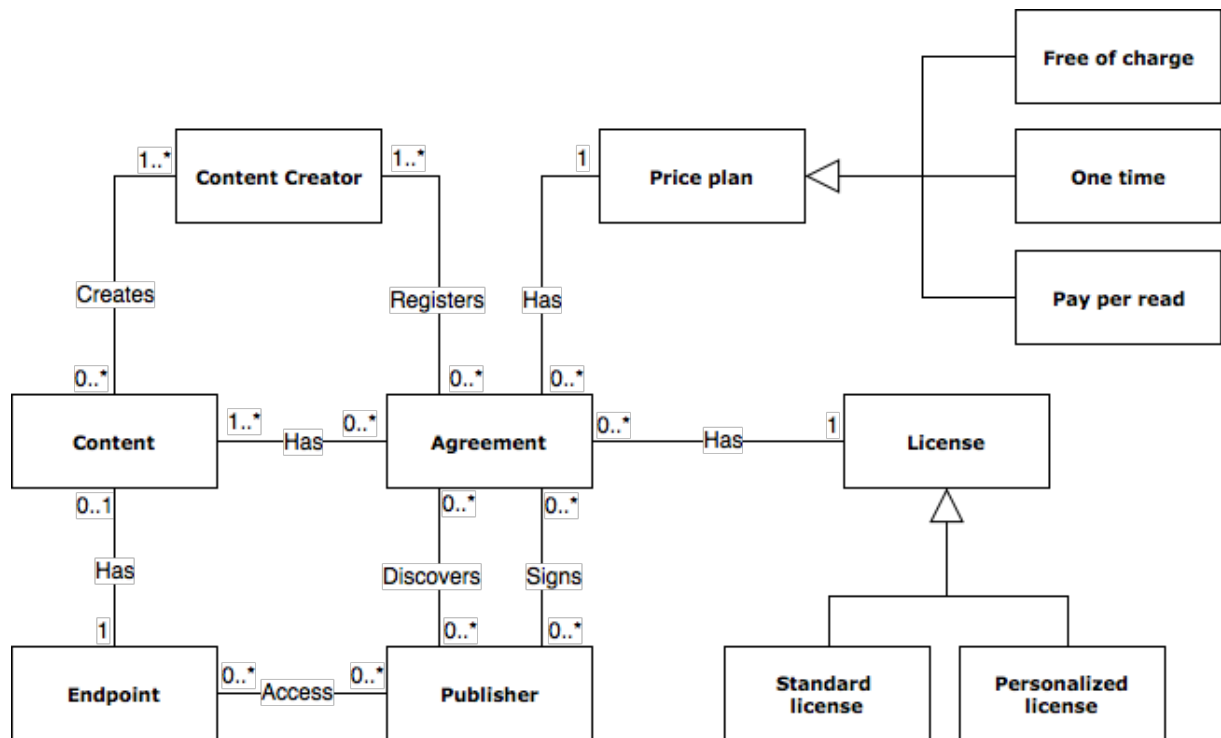 Free of charge
1..*
Content Creator
1..*
1
Price plan
One time
Creates
Registers
Has
Pay per read
0..*
0..*
0..*
Content
1..*
Has
0..*
Agreement
0..*
Has
1
License
0..1
0..*
0..*
Has
Discovers
Signs
1
0..*
0..*
Endpoint
0..*
Access
0..*
Publisher
Standard
license
Personalized
license